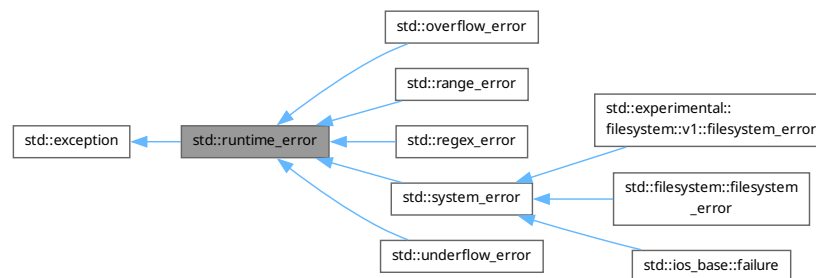 std::overflow_error
std::range_error
std::experimental::
filesystem::v1::filesystem_error
std::exception
std::runtime_error
std::regex_error
std::system_error
std::filesystem::filesystem
_error
std::underflow_error
std::ios_base::failure